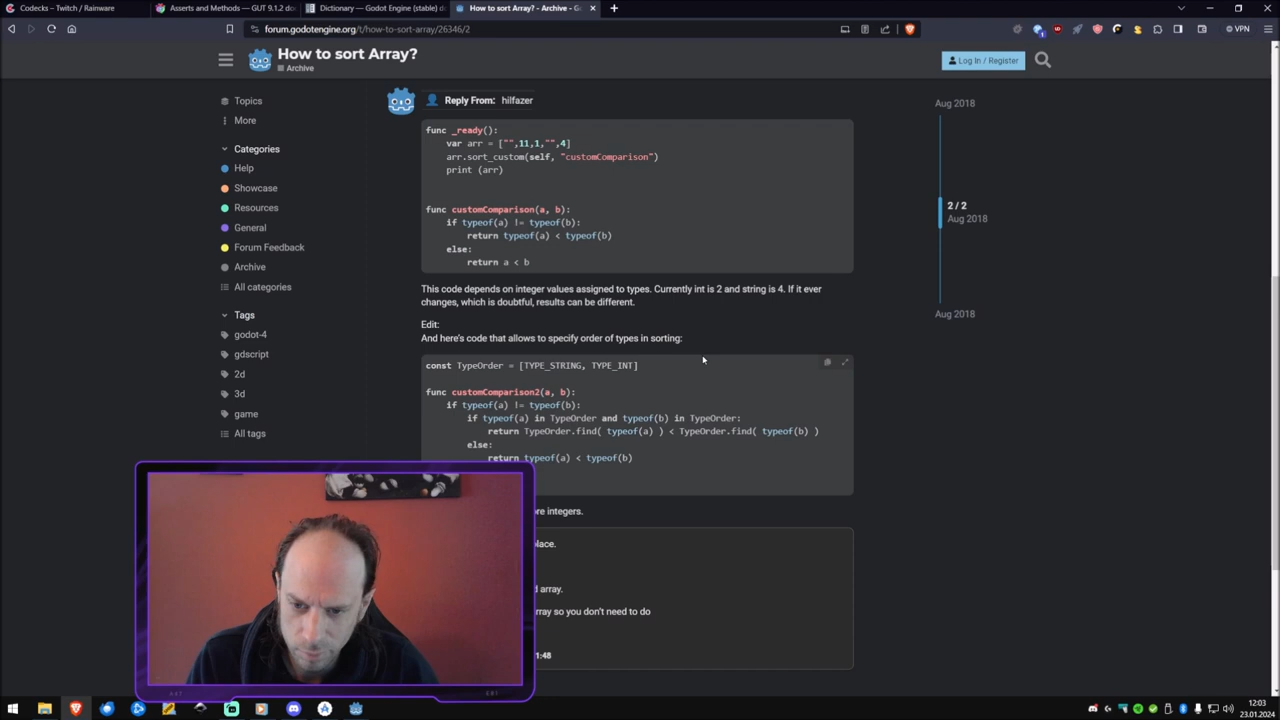 Codecks – Twitch / Rainware
Asserts and Methods — GUT 9.1.2 do
Dictionary — Godot Engine (stable) do
How to sort Array? - Archive - Go
forum.godotengine.org/t/how-to-sort-array/26346/2
VPN
How to sort Array?
Archive
Log In / Register
Topics
More
Categories
Help
Showcase
Resources
General
Forum Feedback
Archive
All categories
Tags
godot-4
gdscript
2d
3d
game
All tags
Reply From: hilfazer
func _ready():
var arr = ["",11,1,"",4]
arr.sort_custom(self, "customComparison")
print (arr)
func customComparison(a, b):
if typeof(a) != typeof(b):
return typeof(a) < typeof(b)
else:
return a < b
This code depends on integer values assigned to types. Currently int is 2 and string is 4. If it ever
changes, which is doubtful, results can be different.
Edit:
And here's code that allows to specify order of types in sorting:
const TypeOrder = [TYPE_STRING, TYPE_INT]
func customComparison2(a, b):
if typeof(a) != typeof(b):
if typeof(a) in TypeOrder and typeof(b) in TypeOrder:
return TypeOrder.find( typeof(a) ) < TypeOrder.find( typeof(b) )
else:
return typeof(a) < typeof(b)
ore integers.
lace.
d array.
rray so you don't need to do
1:48
Aug 2018
2 / 2
Aug 2018
Aug 2018
12:03
23.01.2024